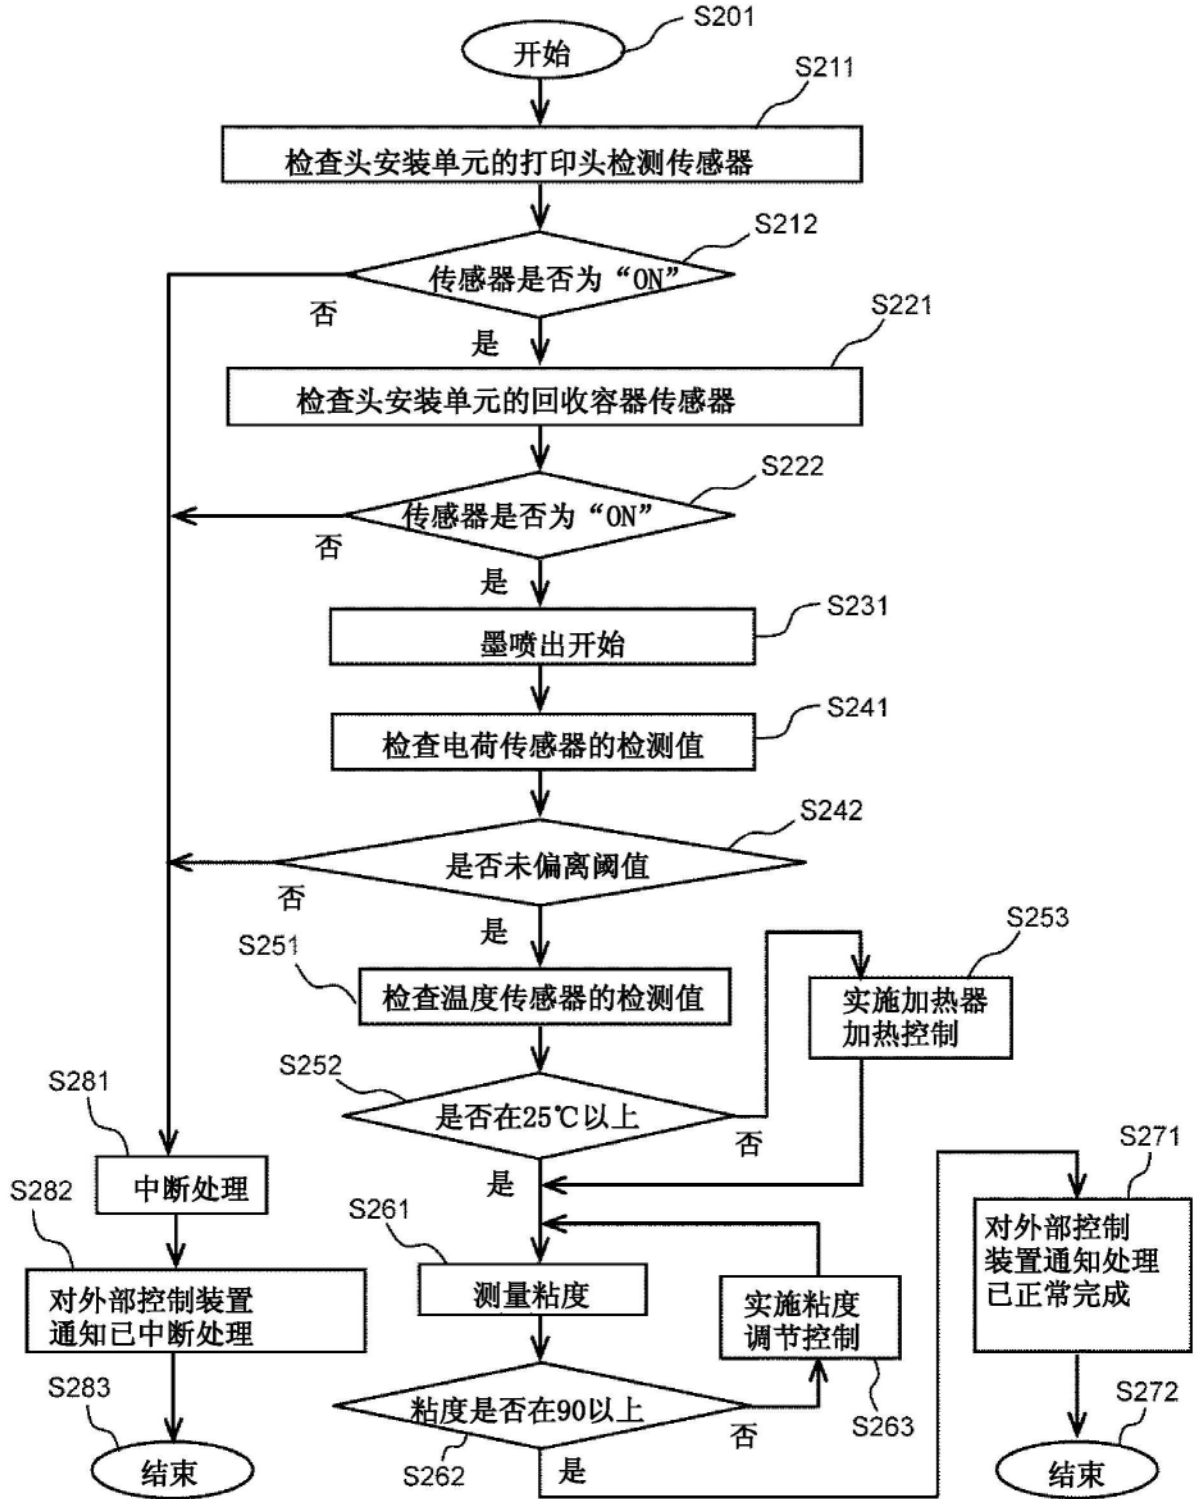 S201
开始
S211
检查头安装单元的打印头检测传感器
S212
传感器是否为“ON”
否
是
S221
检查头安装单元的回收容器传感器
S222
传感器是否为“ON”
否
是
S231
墨喷出开始
S241
检查电荷传感器的检测值
S242
是否未偏离阈值
否
是
S251
检查温度传感器的检测值
S253
实施加热器
加热控制
S252
是否在25℃以上
否
是
S281
中断处理
S282
对外部控制装置
通知已中断处理
S283
结束
S261
测量粘度
实施粘度
调节控制
S263
粘度是否在90以上
否
S262
是
S271
对外部控制
装置通知处理
已正常完成
S272
结束